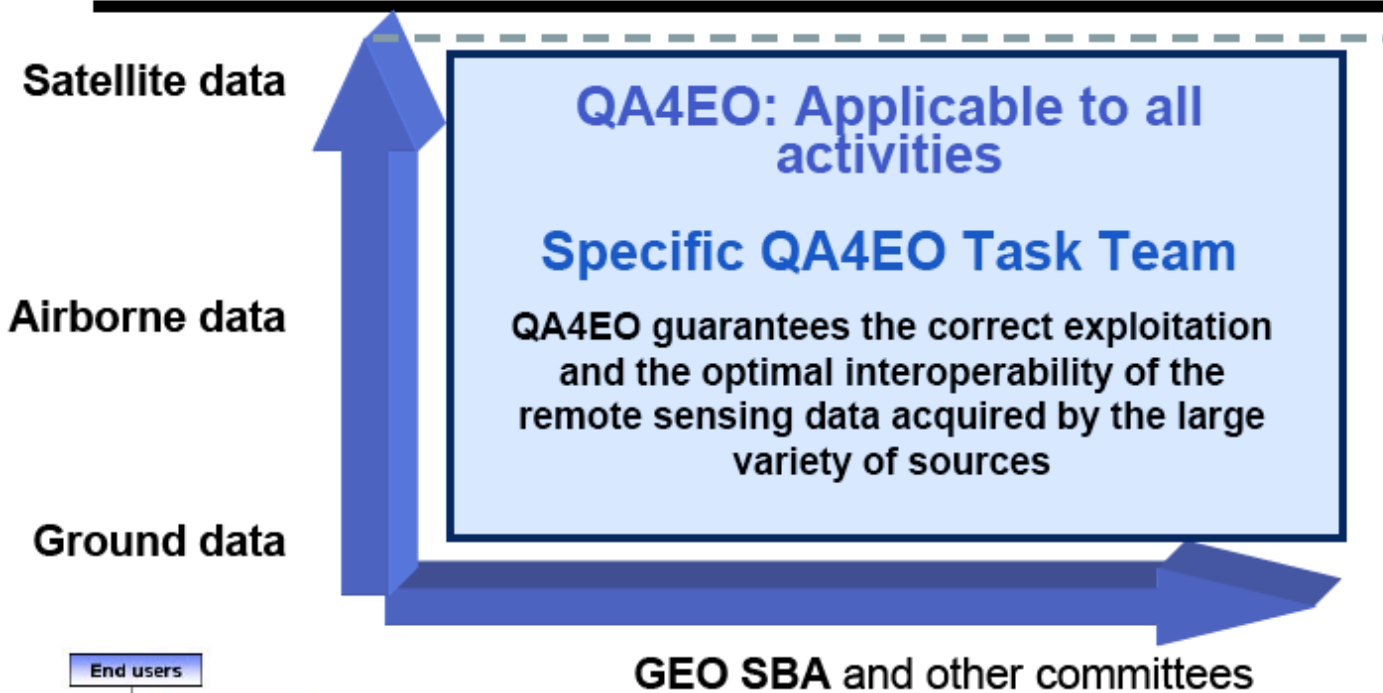 Satellite data
QA4EO: Applicable to all
activities
Specific QA4EO Task Team
Airborne data
QA4EO guarantees the correct exploitation
and the optimal interoperability of the
remote sensing data acquired by the large
variety of sources
Ground data
End users
GEO SBA and other committees